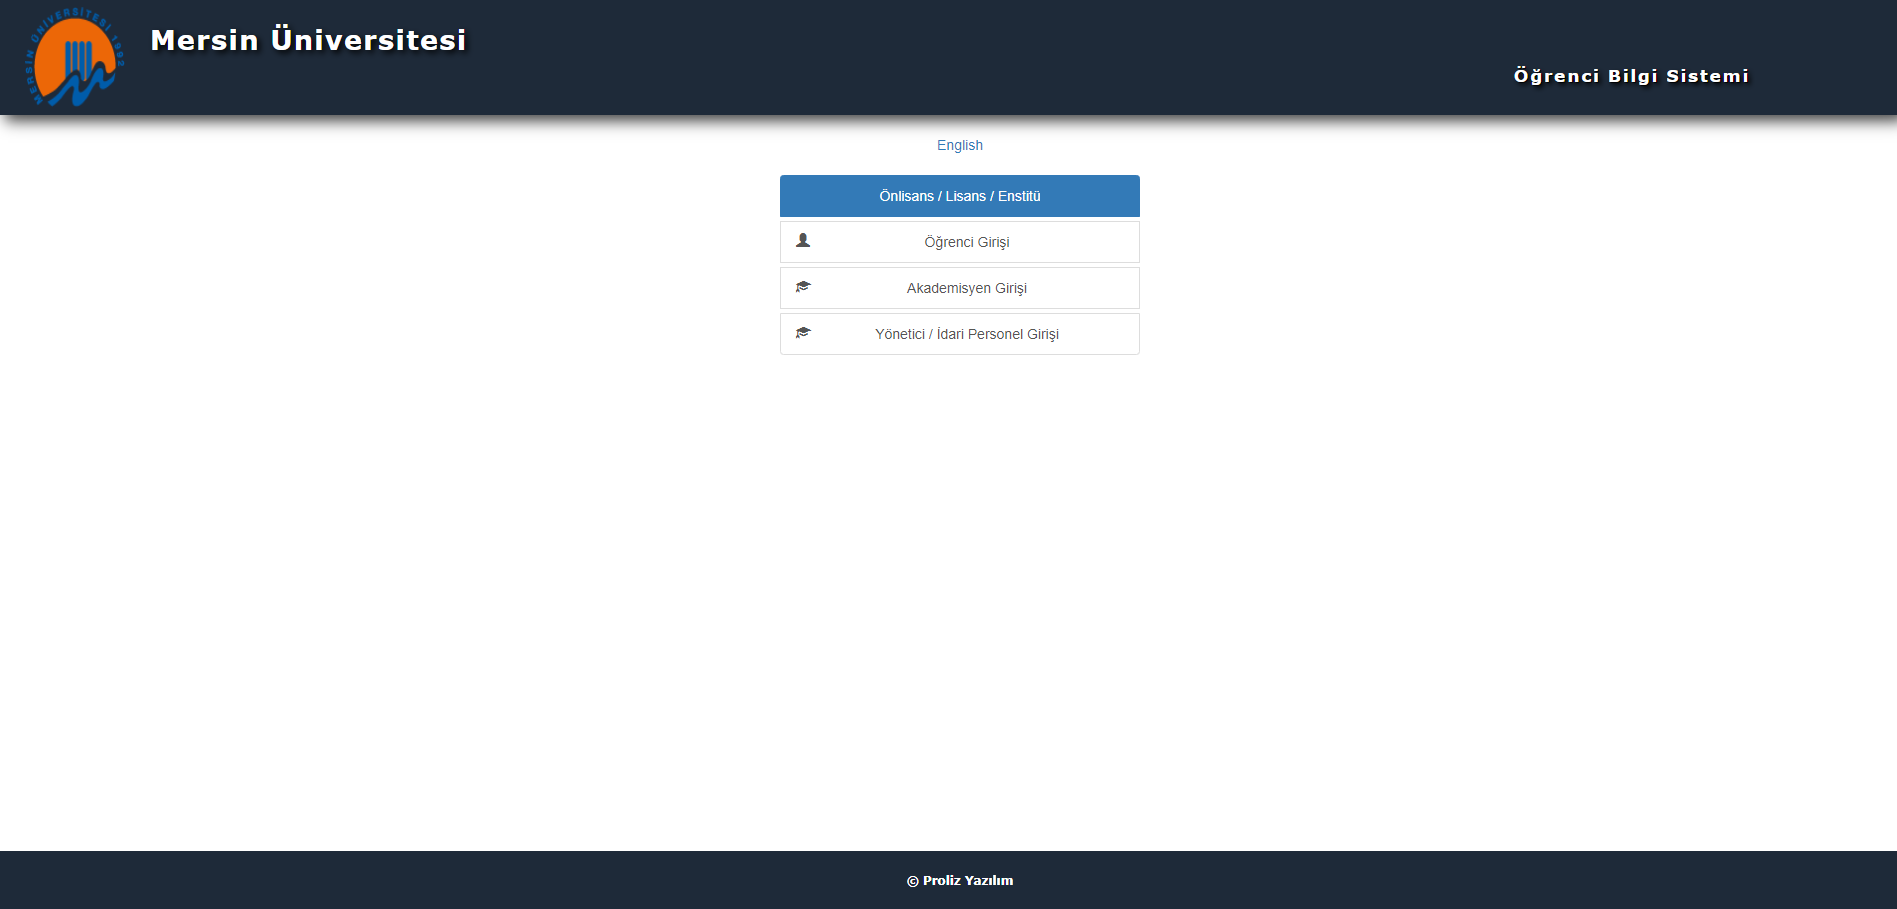 MERSİN ÜNİVERSİTESİ 1992
Mersin Üniversitesi
Öğrenci Bilgi Sistemi
English
Önlisans / Lisans / Enstitü
Öğrenci Girişi
Akademisyen Girişi
Yönetici / İdari Personel Girişi
© Proliz Yazılım